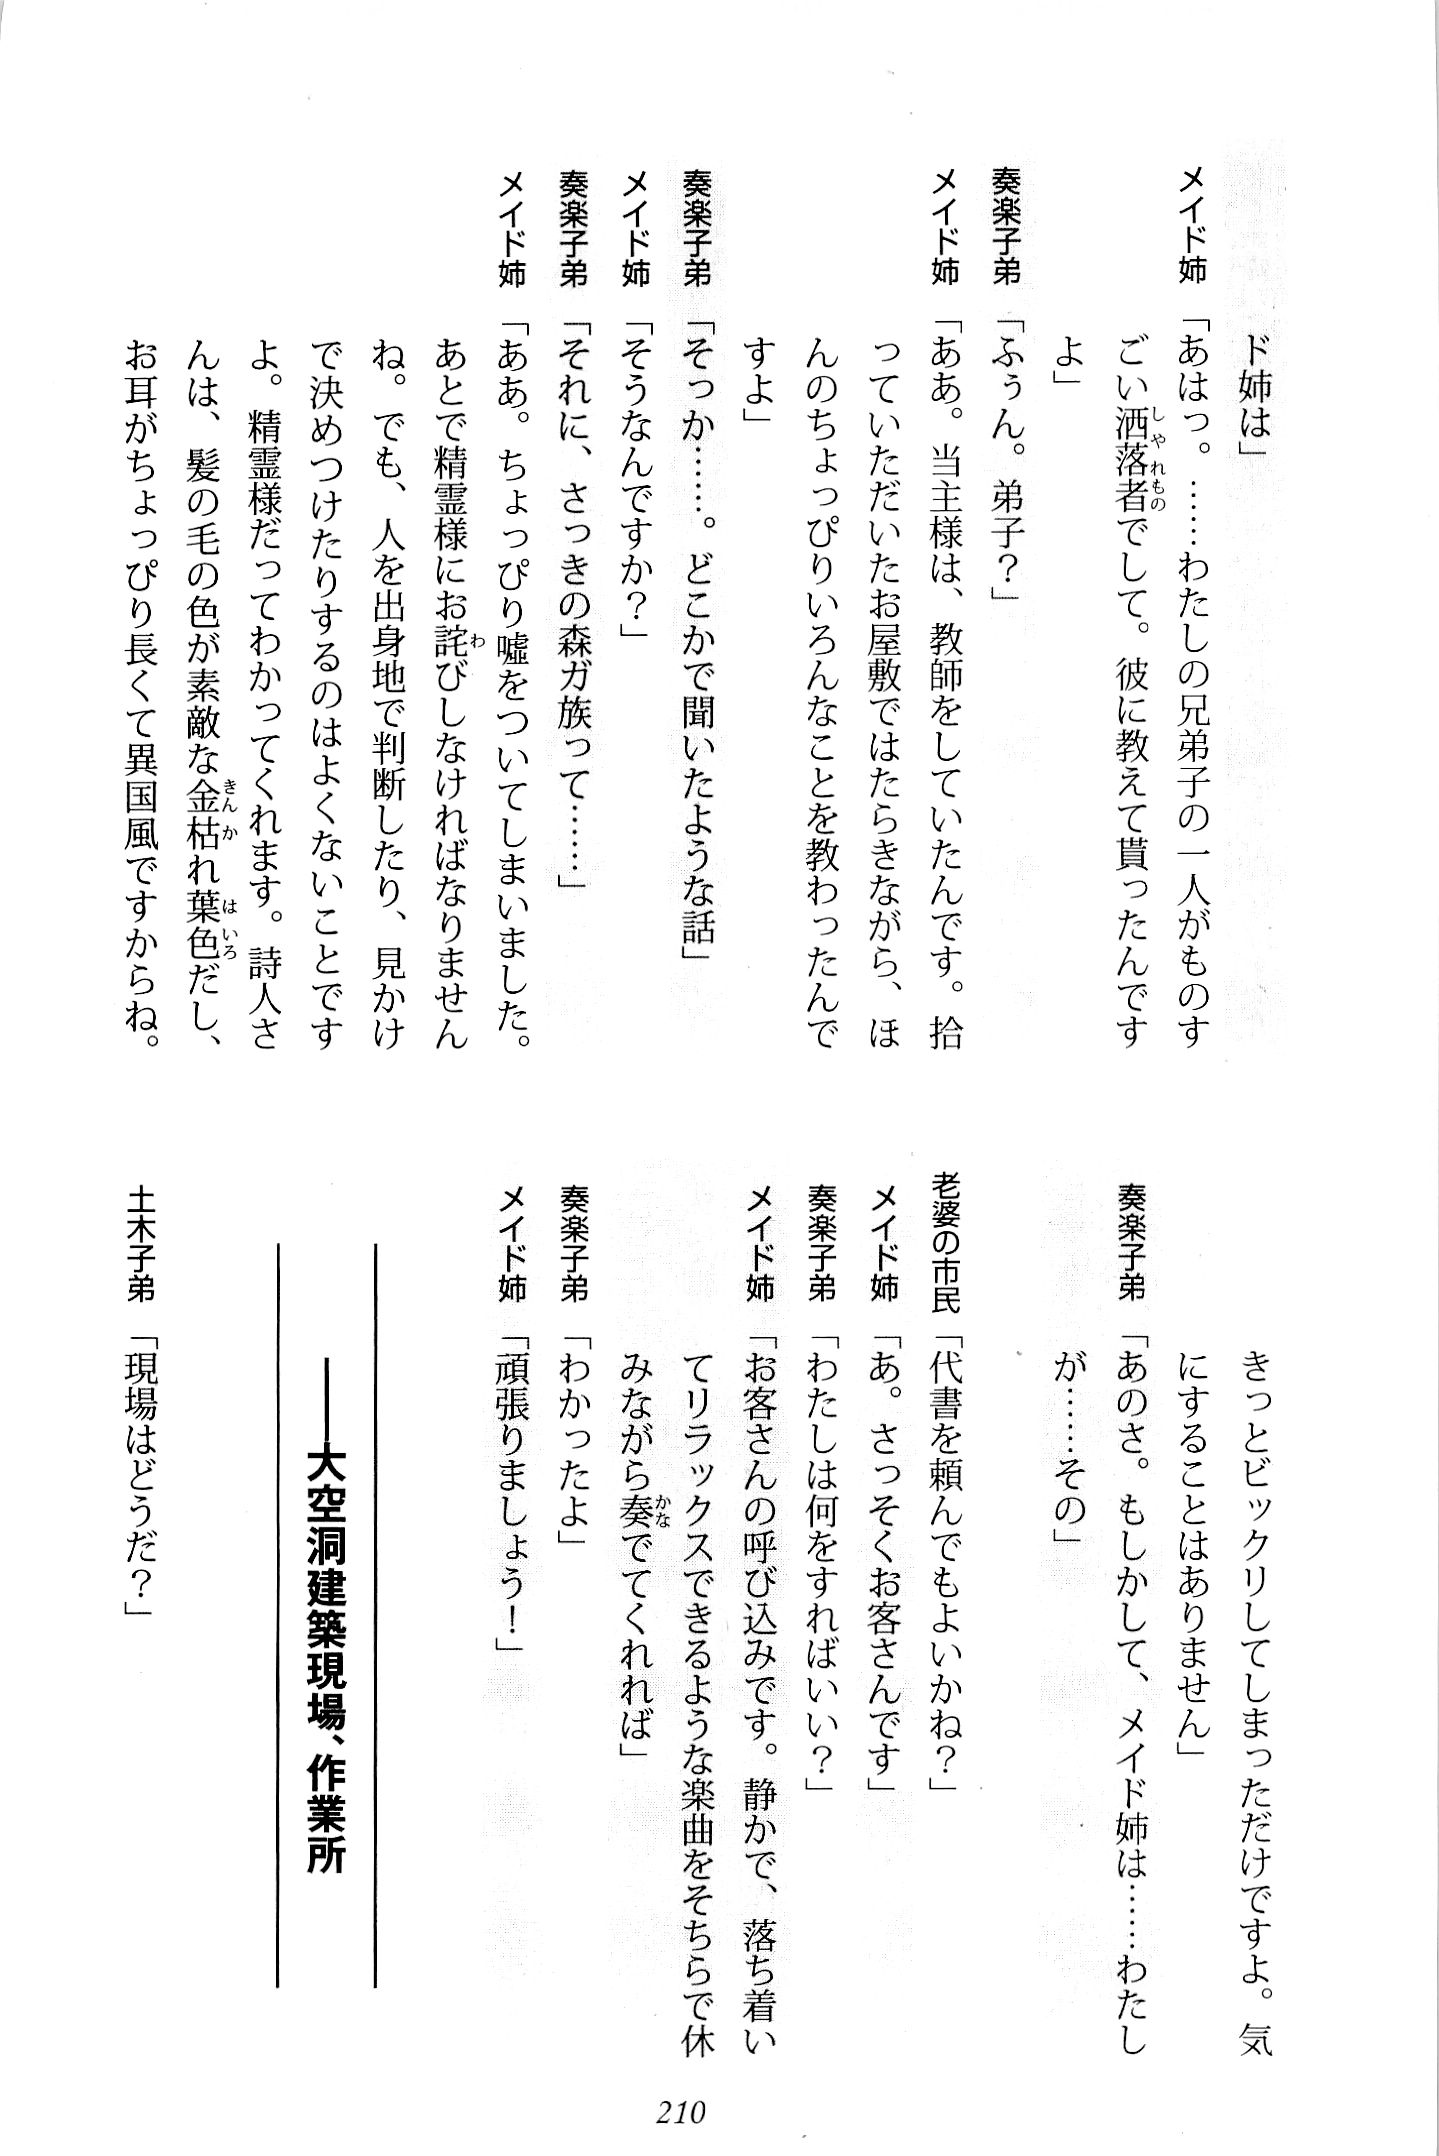 ド姉は」
メイド姉「あはっ。……わたしの兄弟子の一人がものす
ごい洒落者でして。彼に教えて貰ったんです
よ」
奏楽子弟「ふぅん。弟子？」
メイド姉「ああ。当主様は、教師をしていたんです。拾
っていただいたお屋敷ではたらきながら、ほ
んのちょっぴりいろんなことを教わったんで
すよ」
奏楽子弟「そっか……。どこかで聞いたような話」
メイド姉「そうなんですか？」
奏楽子弟「それに、さっきの森ガ族って……」
メイド姉「ああ。ちょっぴり嘘をついてしまいました。
あとで精霊様にお詫びしなければなりません
ね。でも、人を出身地で判断したり、見かけ
で決めつけたりするのはよくないことです
よ。精霊様だってわかってくれます。詩人さ
んは、髪の毛の色が素敵な金枯れ葉色だし、
お耳がちょっぴり長くて異国風ですからね。
きっとビックリしてしまっただけですよ。気
にすることはありません」
奏楽子弟「あのさ。もしかして、メイド姉は……わたし
が……その」
老婆の市民「代書を頼んでもよいかね？」
メイド姉「あ。さっそくお客さんです」
奏楽子弟「わたしは何をすればいい？」
メイド姉「お客さんの呼び込みです。静かで、落ち着い
てリラックスできるような楽曲をそちらで休
みながら奏でてくれれば」
奏楽子弟「わかったよ」
メイド姉「頑張りましょう！」
――大空洞建築現場、作業所
土木子弟「現場はどうだ？」
210